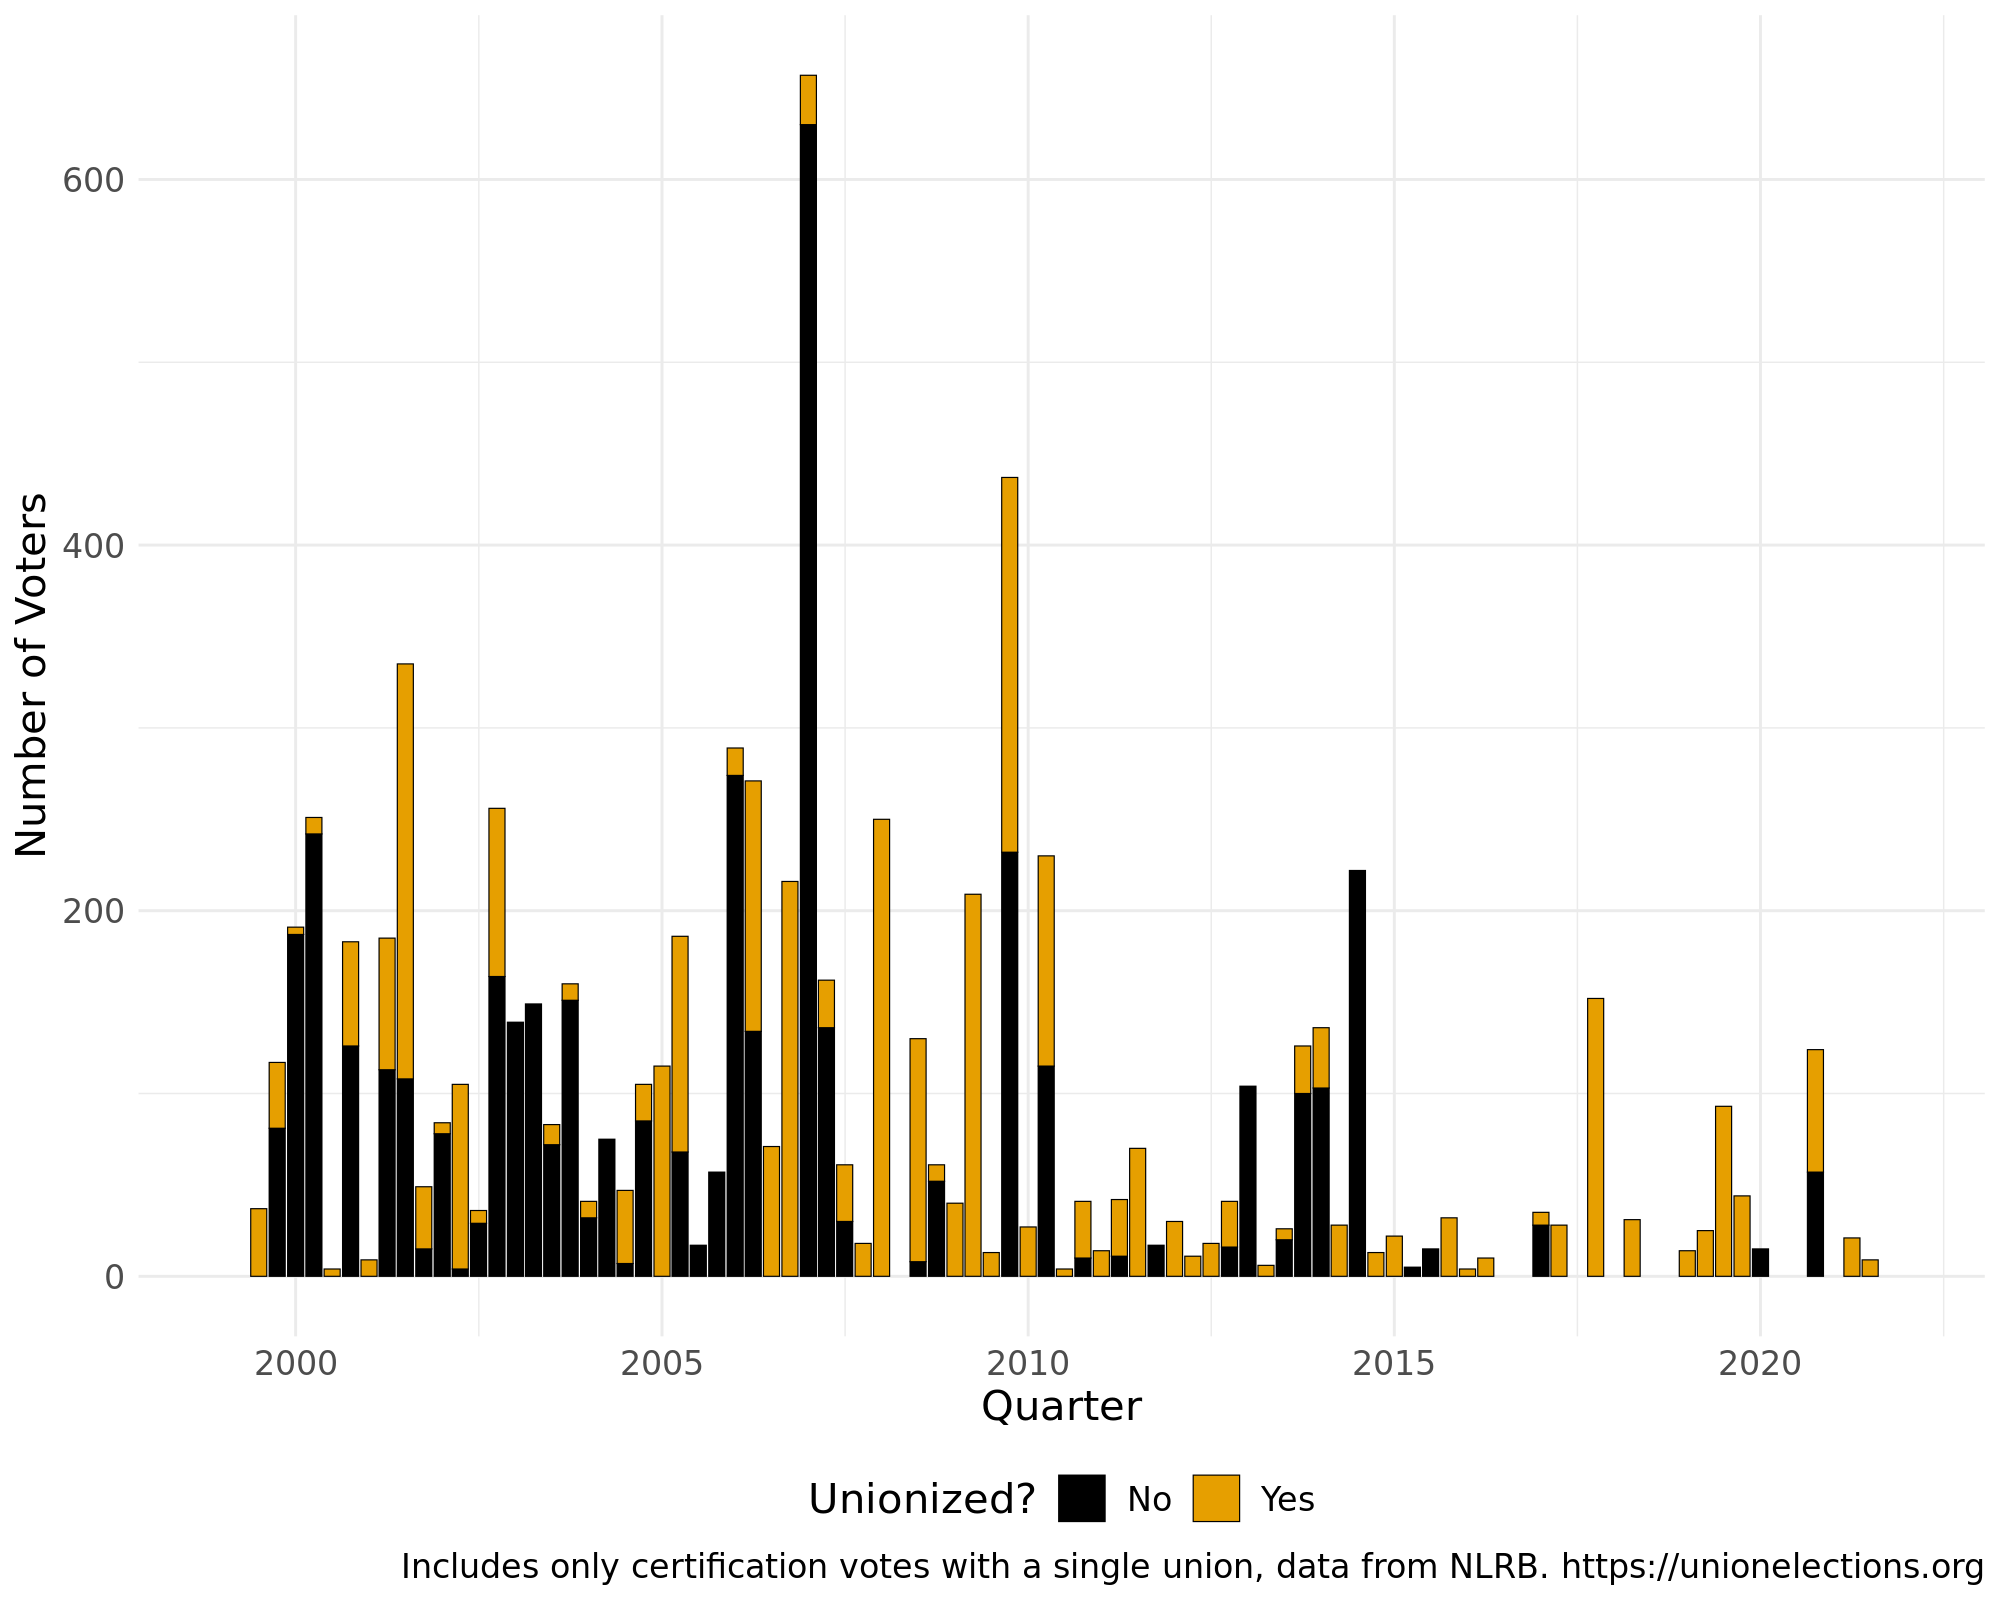 600
400
200
0
Number of Voters
2000 2005 2010 2015 2020
Quarter
Unionized? No Yes
Includes only certification votes with a single union, data from NLRB. https://unionelections.org